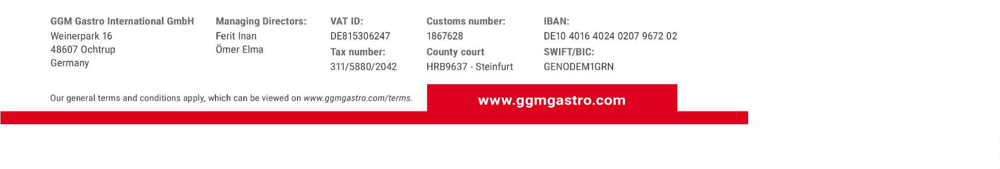 GGM Gastro International GmbH
Weinerpark 16
48607 Ochtrup
Germany
Managing Directors:
Ferit Inan
Ömer Elma
VAT ID:
DE815306247
Tax number:
311/5880/2042
Customs number:
1867628
County court
HRB9637 - Steinfurt
IBAN:
DE10 4016 4024 0207 9672 02
SWIFT/BIC:
GENODEM1GRN
Our general terms and conditions apply, which can be viewed on www.ggmgastro.com/terms.
www.ggmgastro.com